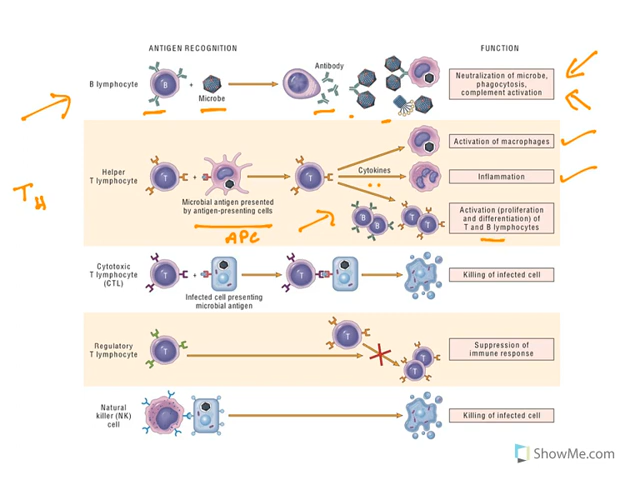 ANTIGEN RECOGNITION
FUNCTION
B lymphocyte
B
+
Microbe
Antibody
Neutralization of microbe,
phagocytosis,
complement activation
TH
Helper
T lymphocyte
T
+
Microbial antigen presented
by antigen-presenting cells
APC
T
Cytokines
Activation of macrophages
Inflammation
B
B
T
T
Activation (proliferation
and differentiation) of
T and B lymphocytes
Cytotoxic
T lymphocyte
(CTL)
T
+
Infected cell presenting
microbial antigen
T
Killing of infected cell
Regulatory
T lymphocyte
T
T
T
T
Suppression of
immune response
Natural
killer (NK)
cell
Killing of infected cell
ShowMe.com